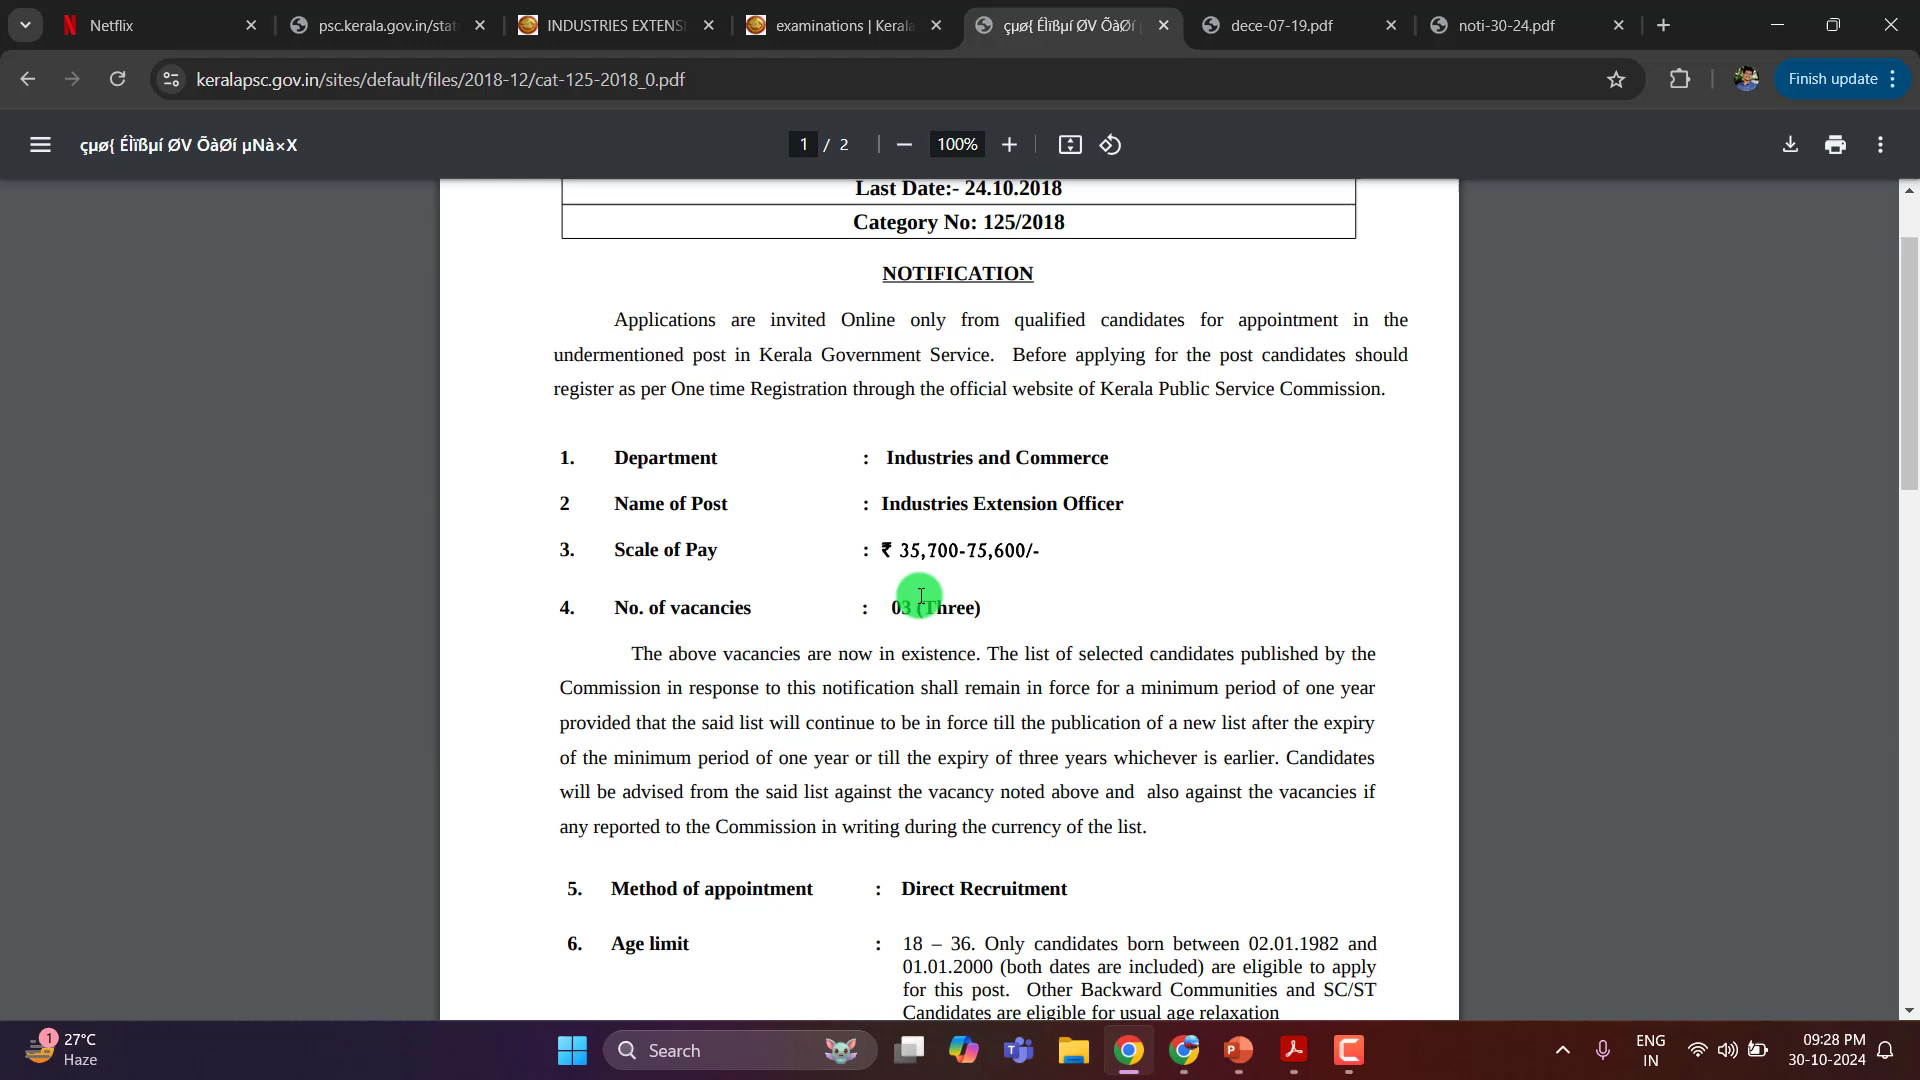 Netflix
psc.kerala.gov.in/stat
INDUSTRIES EXTENS
examinations | Kerala
çµø{ ÉÌïßµí ØV ÕàØí
dece-07-19.pdf
noti-30-24.pdf
keralapsc.gov.in/sites/default/files/2018-12/cat-125-2018_0.pdf
Finish update
çµø{ ÉÌïßµí ØV ÕàØí µNà×X
1 / 2
100%
Last Date:- 24.10.2018
Category No: 125/2018
NOTIFICATION
Applications are invited Online only from qualified candidates for appointment in the
undermentioned post in Kerala Government Service. Before applying for the post candidates should
register as per One time Registration through the official website of Kerala Public Service Commission.
1. Department : Industries and Commerce
2 Name of Post : Industries Extension Officer
3. Scale of Pay : ₹ 35,700-75,600/-
4. No. of vacancies : 03 (Three)
The above vacancies are now in existence. The list of selected candidates published by the
Commission in response to this notification shall remain in force for a minimum period of one year
provided that the said list will continue to be in force till the publication of a new list after the expiry
of the minimum period of one year or till the expiry of three years whichever is earlier. Candidates
will be advised from the said list against the vacancy noted above and also against the vacancies if
any reported to the Commission in writing during the currency of the list.
5. Method of appointment : Direct Recruitment
6. Age limit : 18 – 36. Only candidates born between 02.01.1982 and
01.01.2000 (both dates are included) are eligible to apply
for this post. Other Backward Communities and SC/ST
Candidates are eligible for usual age relaxation
1
27°C
Haze
Search
ENG
IN
09:28 PM
30-10-2024